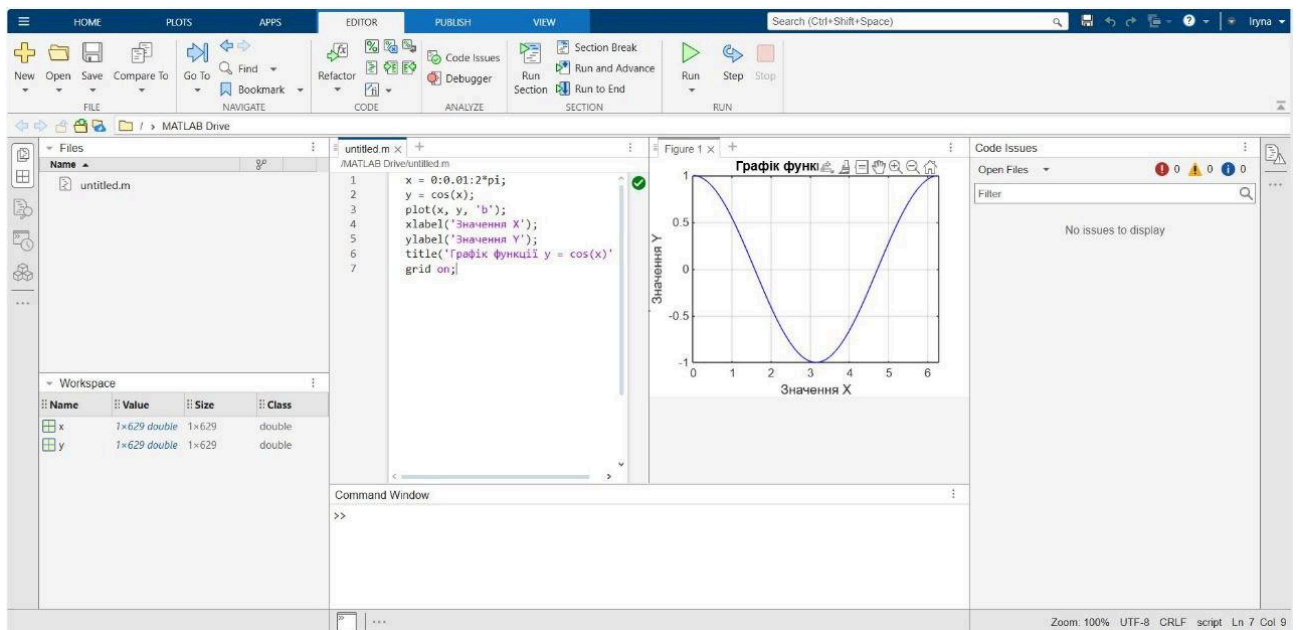 HOME PLOTS APPS EDITOR PUBLISH VIEW Search (Ctrl+Shift+Space) Iryna
New Open Save Compare To Go To Find Bookmark
FILE NAVIGATE
Refactor Code Issues Debugger
CODE ANALYZE
Run Section Section Break Run and Advance Run to End
SECTION
Run Step Stop
RUN
/ › MATLAB Drive
Files
Name
untitled.m
Workspace
Name Value Size Class
x 1×629 double 1×629 double
y 1×629 double 1×629 double
untitled.m × +
/MATLAB Drive/untitled.m
1 x = 0:0.01:2*pi;
2 y = cos(x);
3 plot(x, y, 'b');
4 xlabel('Значення X');
5 ylabel('Значення Y');
6 title('Графік функції y = cos(x)'
7 grid on;
Figure 1 × +
Графік функц
1
0.5
0
-0.5
-1
Значення Y
0 1 2 3 4 5 6
Значення X
Command Window
>>
Code Issues
Open Files 0 0 0
Filter
No issues to display
Zoom: 100% UTF-8 CRLF script Ln 7 Col 9